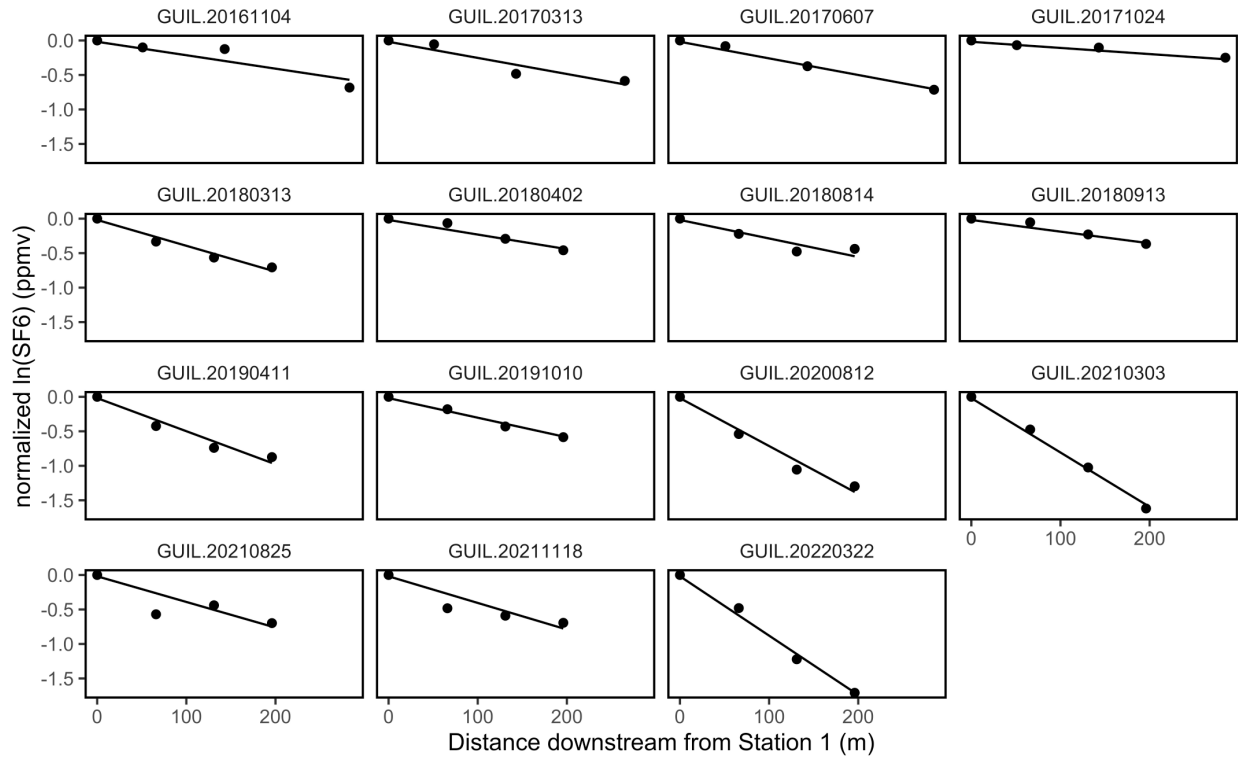 GUIL.20161104 GUIL.20170313 GUIL.20170607 GUIL.20171024
0.0
-0.5
-1.0
-1.5
GUIL.20180313 GUIL.20180402 GUIL.20180814 GUIL.20180913
0.0
-0.5
-1.0
-1.5
GUIL.20190411 GUIL.20191010 GUIL.20200812 GUIL.20210303
0.0
-0.5
-1.0
-1.5
0 100 200
GUIL.20210825 GUIL.20211118 GUIL.20220322
0.0
-0.5
-1.0
-1.5
0 100 200 0 100 200 0 100 200
normalized ln(SF6) (ppmv)
Distance downstream from Station 1 (m)